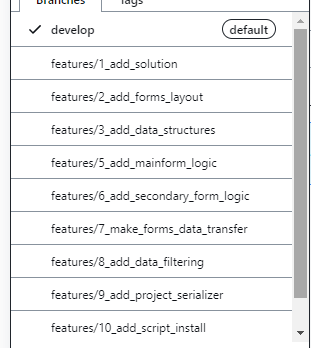 Branches Tags
develop default
features/1_add_solution
features/2_add_forms_layout
features/3_add_data_structures
features/5_add_mainform_logic
features/6_add_secondary_form_logic
features/7_make_forms_data_transfer
features/8_add_data_filtering
features/9_add_project_serializer
features/10_add_script_install